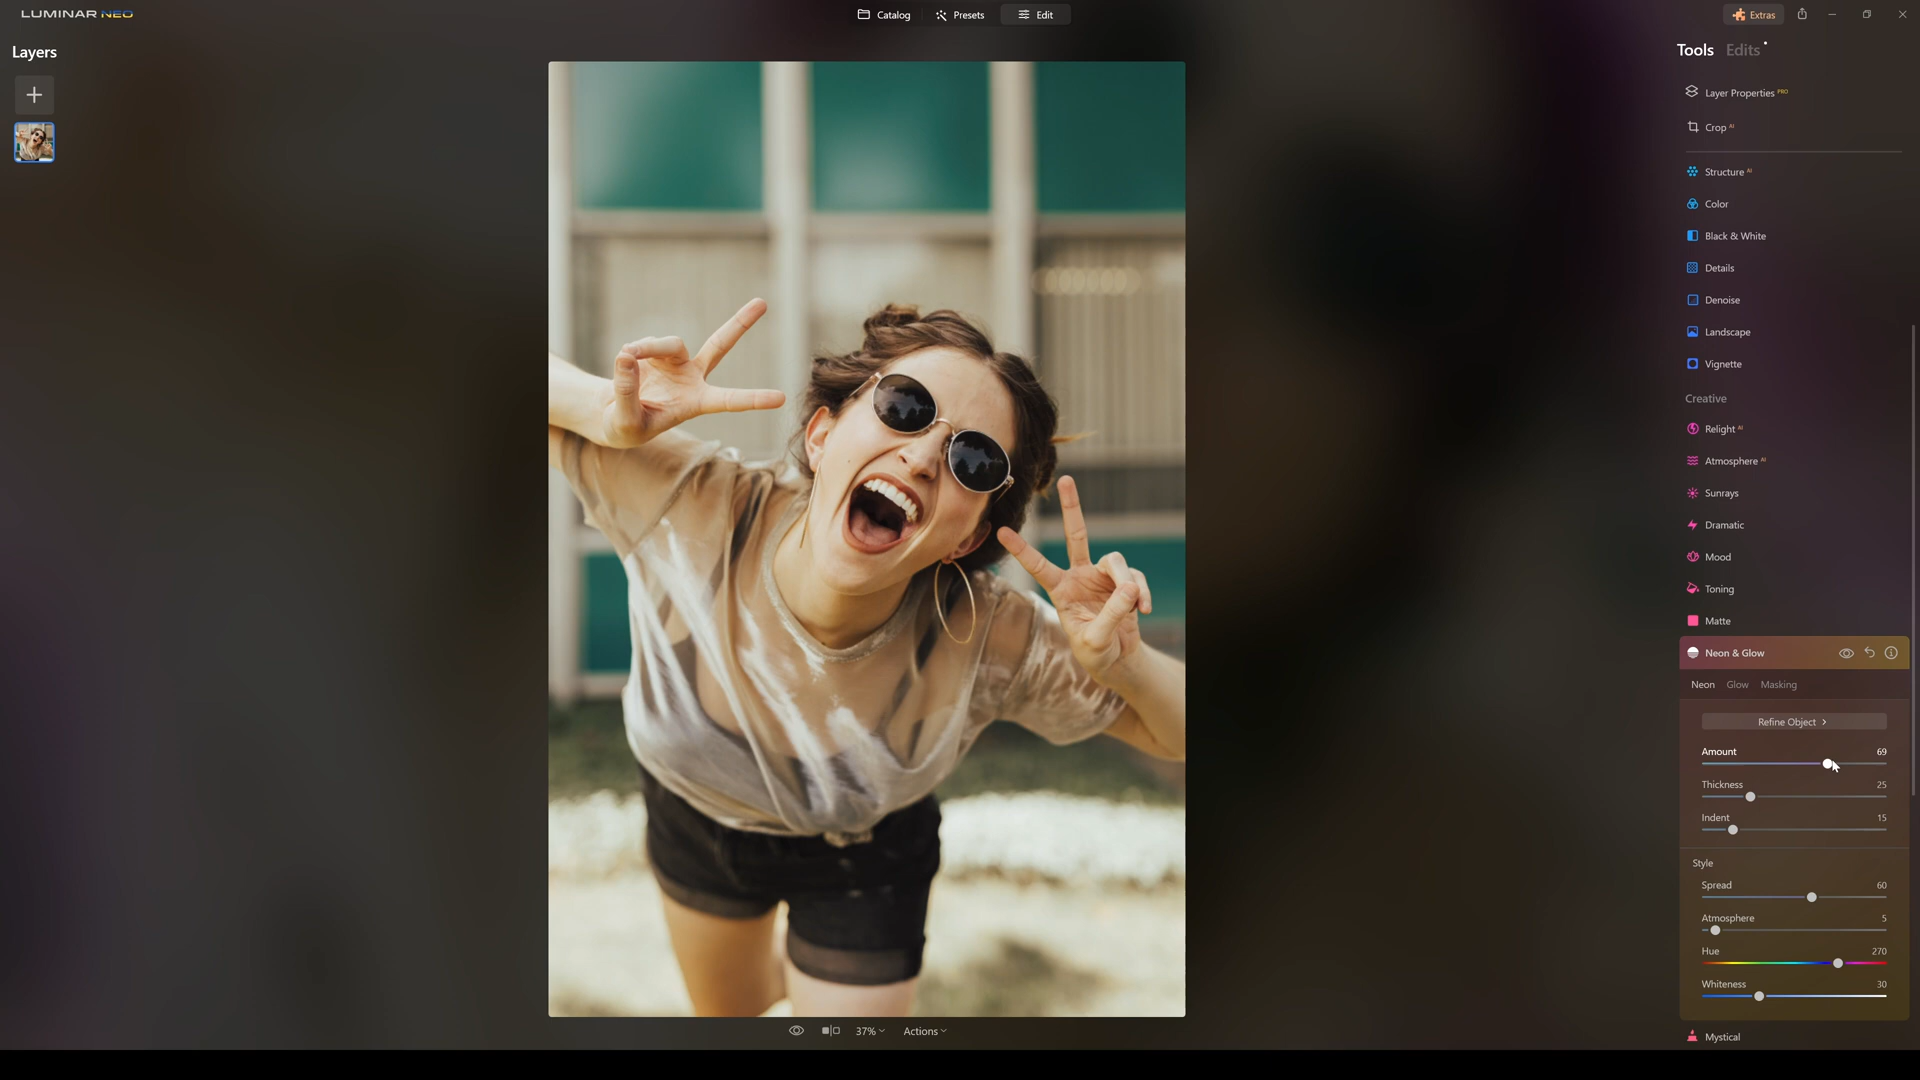 LUMINAR NEO
Catalog
Presets
Edit
Extras
Layers
Tools
Edits
Layer Properties PRO
Crop AI
Structure AI
Color
Black & White
Details
Denoise
Landscape
Vignette
Creative
Relight AI
Atmosphere AI
Sunrays
Dramatic
Mood
Toning
Matte
Neon & Glow
Neon Glow Masking
Refine Object >
Amount 69
Thickness 25
Indent 15
Style
Spread 60
Atmosphere 5
Hue 270
Whiteness 30
Mystical
37%
Actions